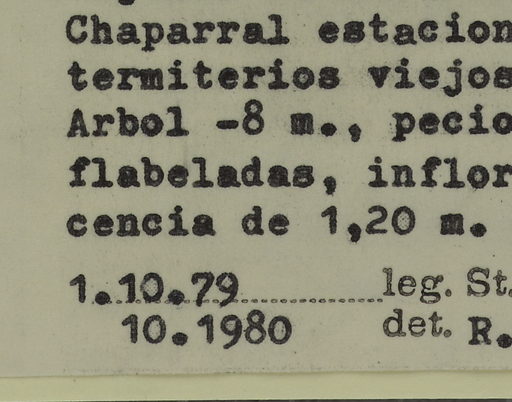 Chaparral estacion
termiterios viejos
Arbol -8 m., pecio
flabeladas, inflor
cencia de 1,20 m.
1.10.79 leg. St.
10.1980 det. R.